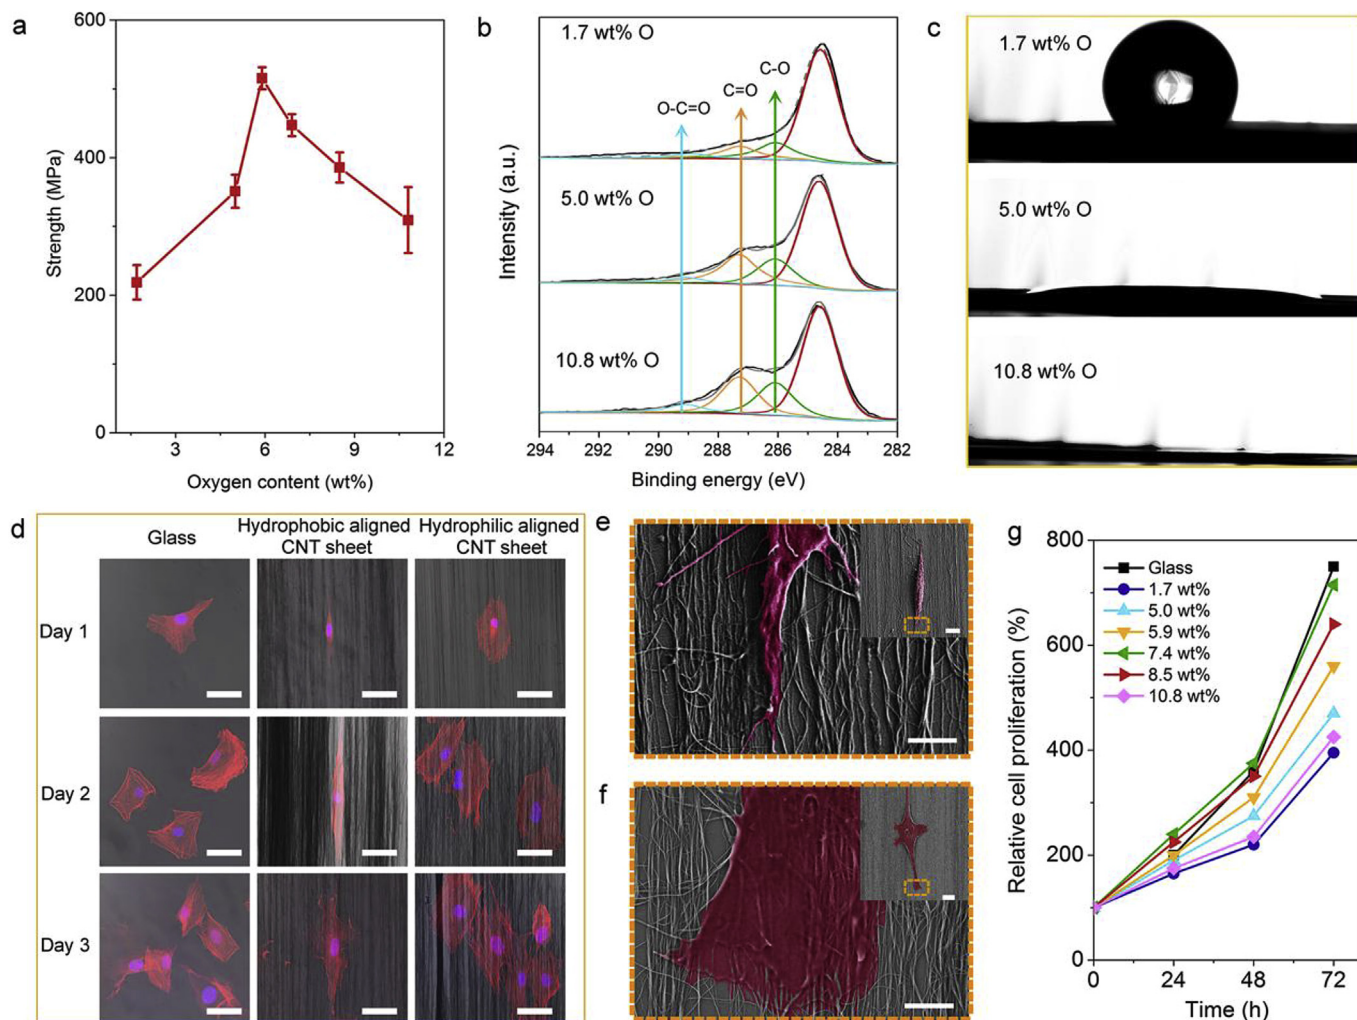 a
600
400
200
0
Strength (MPa)
3
6
9
12
Oxygen content (wt%)
b
1.7 wt% O
C-O
C=O
O-C=O
5.0 wt% O
10.8 wt% O
Intensity (a.u.)
294
292
290
288
286
284
282
Binding energy (eV)
c
1.7 wt% O
5.0 wt% O
10.8 wt% O
d
Glass
Hydrophobic aligned
CNT sheet
Hydrophilic aligned
CNT sheet
Day 1
Day 2
Day 3
e
f
g
800
600
400
200
0
Relative cell proliferation (%)
Glass
1.7 wt%
5.0 wt%
5.9 wt%
7.4 wt%
8.5 wt%
10.8 wt%
0
24
48
72
Time (h)